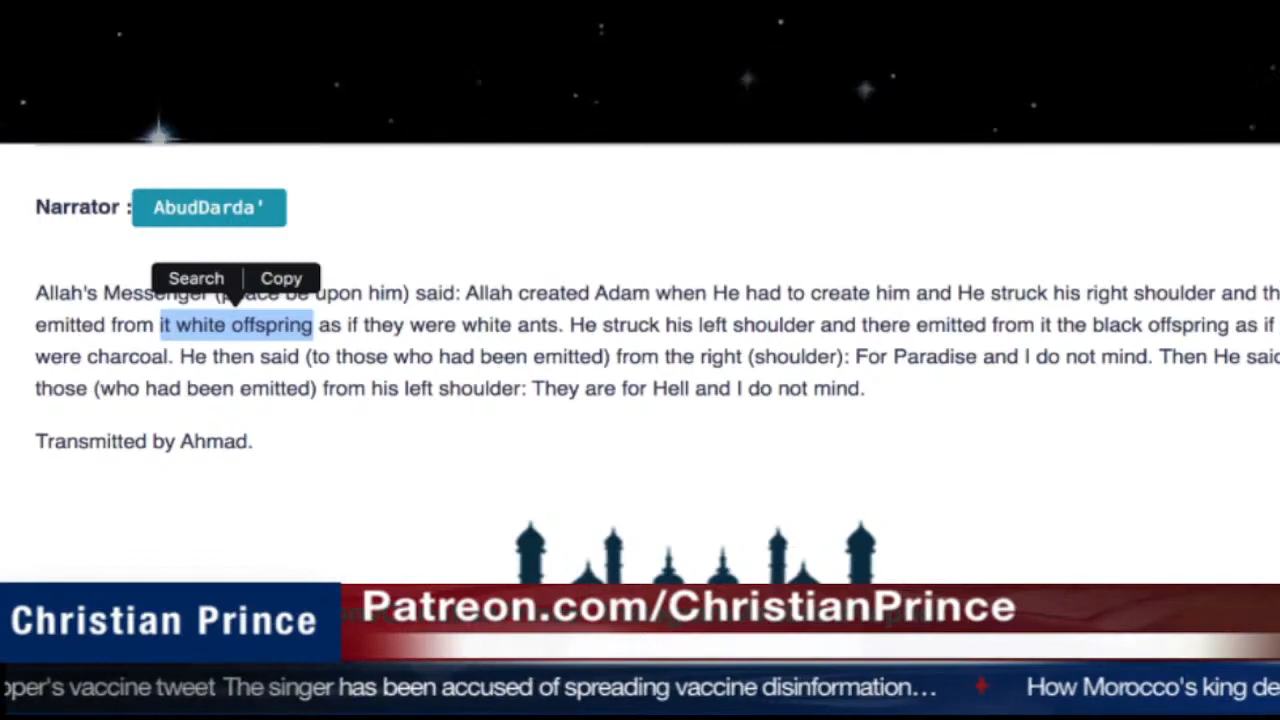 Narrator : AbudDarda'
Search Copy
Allah's Messenger (peace be upon him) said: Allah created Adam when He had to create him and He struck his right shoulder and th
emitted from it white offspring as if they were white ants. He struck his left shoulder and there emitted from it the black offspring as if
were charcoal. He then said (to those who had been emitted) from the right (shoulder): For Paradise and I do not mind. Then He said
those (who had been emitted) from his left shoulder: They are for Hell and I do not mind.
Transmitted by Ahmad.
Christian Prince
Patreon.com/ChristianPrince
oper's vaccine tweet The singer has been accused of spreading vaccine disinformation… How Morocco's king de